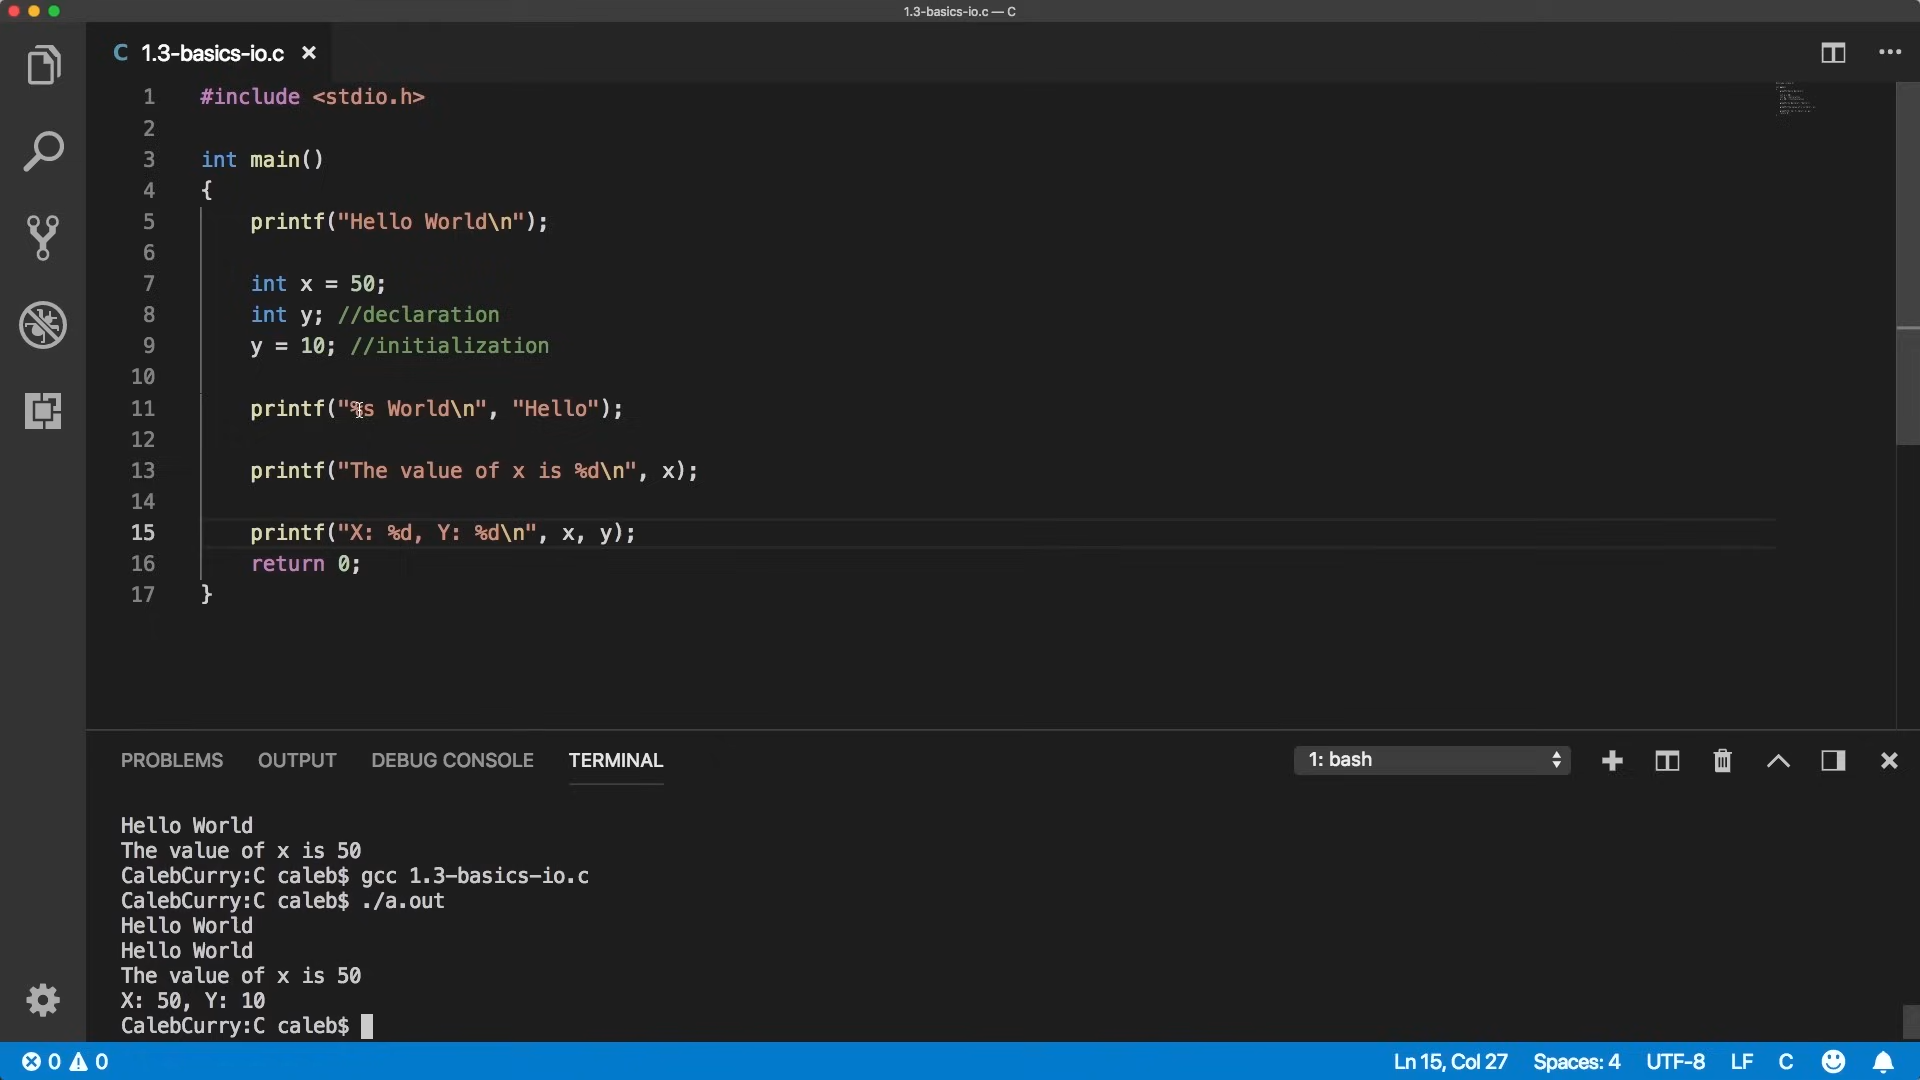 1.3-basics-io.c — C
C 1.3-basics-io.c ×
1 #include <stdio.h>
2
3 int main()
4 {
5     printf("Hello World\n");
6
7     int x = 50;
8     int y; //declaration
9     y = 10; //initialization
10
11     printf("%s World\n", "Hello");
12
13     printf("The value of x is %d\n", x);
14
15     printf("X: %d, Y: %d\n", x, y);
16     return 0;
17 }
PROBLEMS OUTPUT DEBUG CONSOLE TERMINAL 1: bash
Hello World
The value of x is 50
CalebCurry:C caleb$ gcc 1.3-basics-io.c
CalebCurry:C caleb$ ./a.out
Hello World
Hello World
The value of x is 50
X: 50, Y: 10
CalebCurry:C caleb$
0 0 Ln 15, Col 27 Spaces: 4 UTF-8 LF C